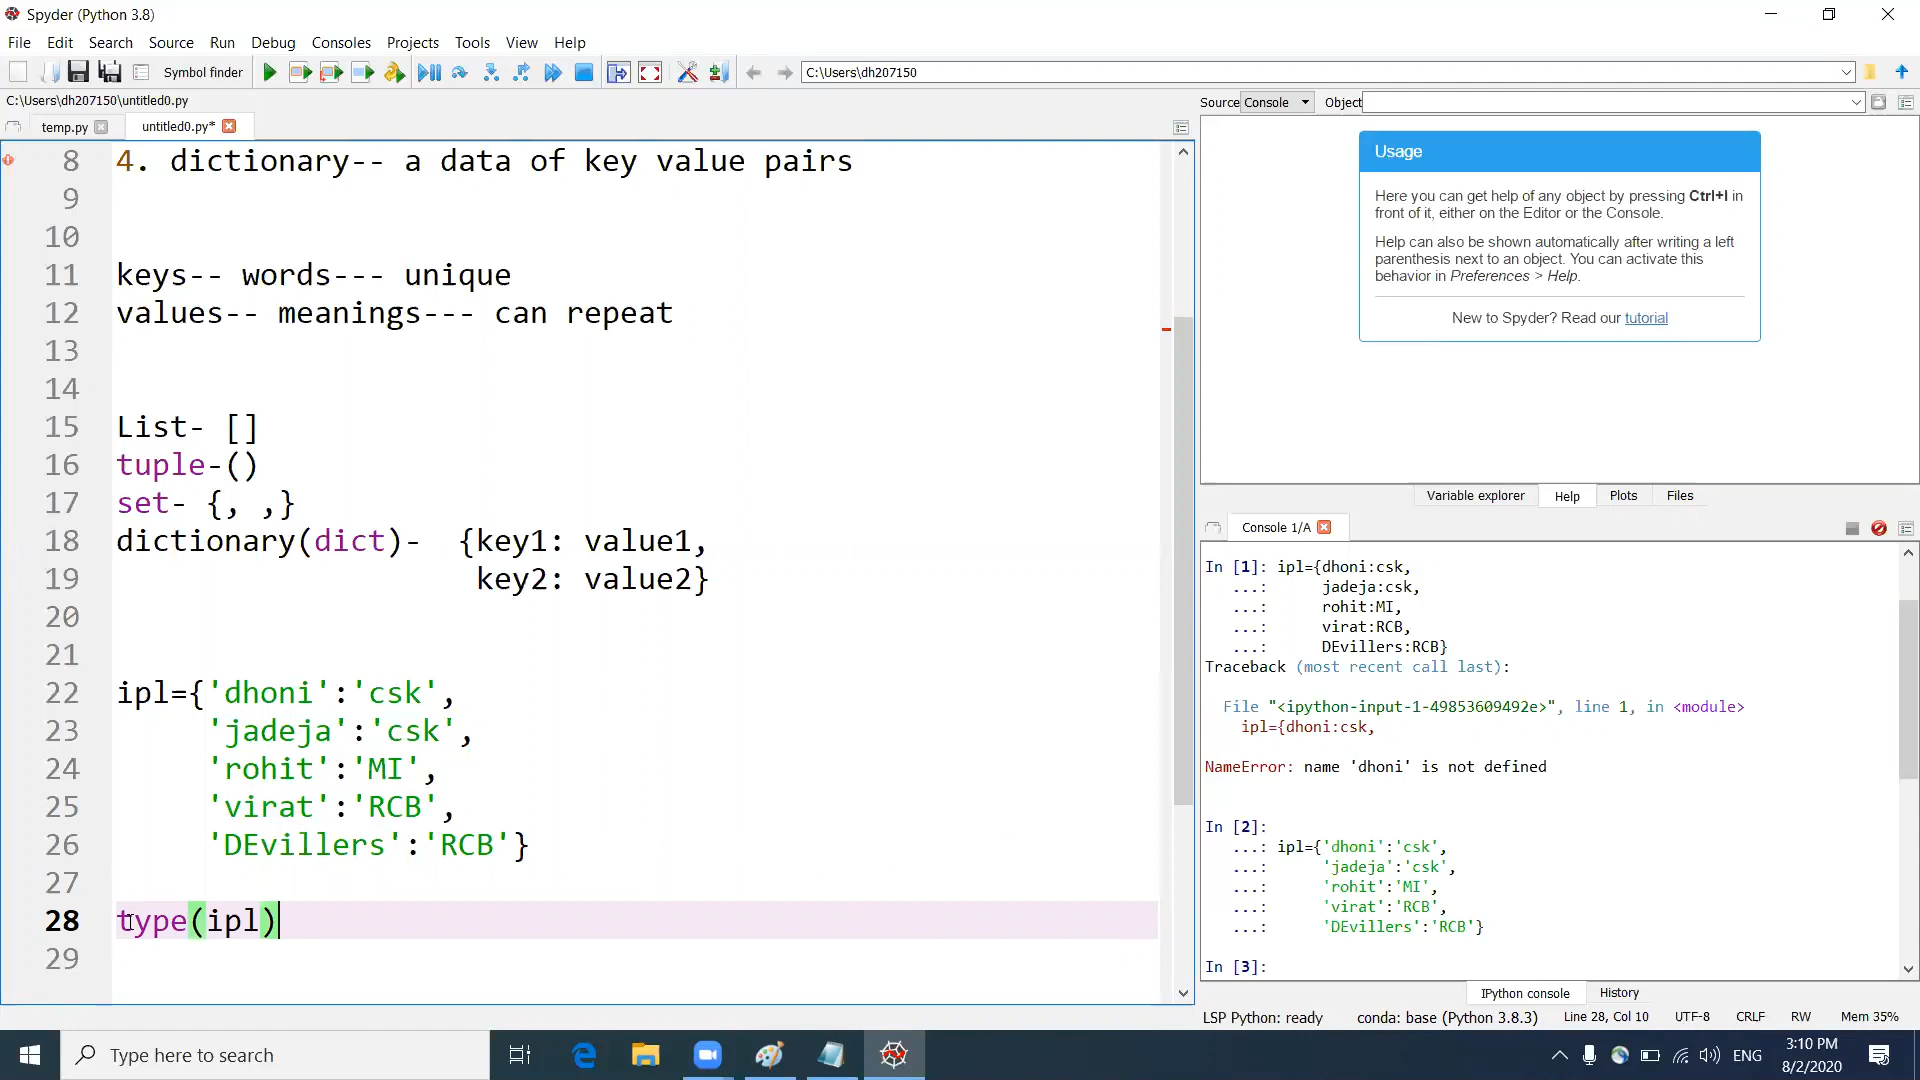 Spyder (Python 3.8)
File Edit Search Source Run Debug Consoles Projects Tools View Help
Symbol finder
C:\Users\dh207150
C:\Users\dh207150\untitled0.py
temp.py
untitled0.py*
8 4. dictionary-- a data of key value pairs
9
10
11 keys-- words--- unique
12 values-- meanings--- can repeat
13
14
15 List- []
16 tuple-()
17 set- {, ,}
18 dictionary(dict)-  {key1: value1,
19 key2: value2}
20
21
22 ipl={'dhoni':'csk',
23 'jadeja':'csk',
24 'rohit':'MI',
25 'virat':'RCB',
26 'DEvillers':'RCB'}
27
28 type(ipl)
29
Source Console Object
Usage
Here you can get help of any object by pressing Ctrl+I in
front of it, either on the Editor or the Console.
Help can also be shown automatically after writing a left
parenthesis next to an object. You can activate this
behavior in Preferences > Help.
New to Spyder? Read our tutorial
Variable explorer Help Plots Files
Console 1/A
In [1]: ipl={dhoni:csk,
...: jadeja:csk,
...: rohit:MI,
...: virat:RCB,
...: DEvillers:RCB}
Traceback (most recent call last):
File "<ipython-input-1-49853609492e>", line 1, in <module>
ipl={dhoni:csk,
NameError: name 'dhoni' is not defined
In [2]:
...: ipl={'dhoni':'csk',
...: 'jadeja':'csk',
...: 'rohit':'MI',
...: 'virat':'RCB',
...: 'DEvillers':'RCB'}
In [3]:
IPython console History
LSP Python: ready conda: base (Python 3.8.3) Line 28, Col 10 UTF-8 CRLF RW Mem 35%
Type here to search
ENG
3:10 PM
8/2/2020